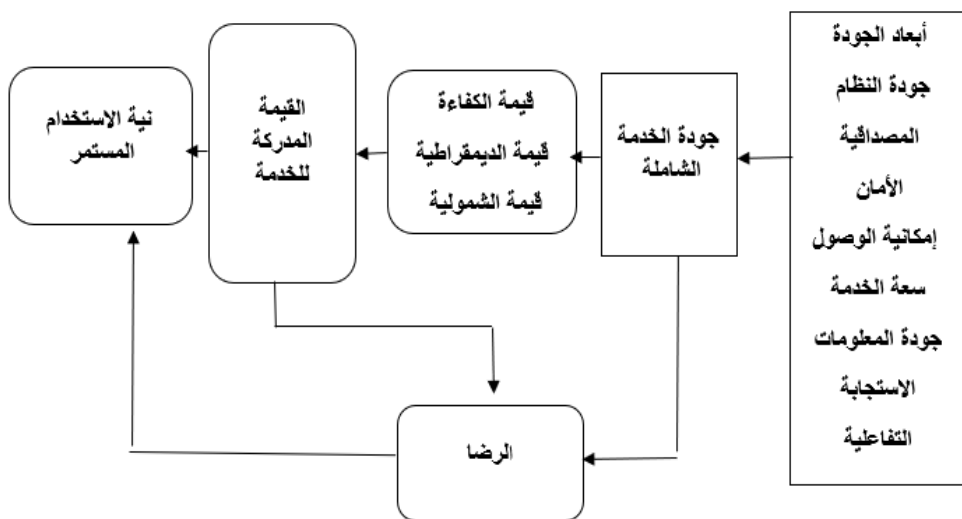 أبعاد الجودة
جودة النظام
المصداقية
الأمان
إمكانية الوصول
سعة الخدمة
جودة المعلومات
الاستجابة
التفاعلية
جودة الخدمة
الشاملة
قيمة الكفاءة
قيمة الديمقراطية
قيمة الشمولية
القيمة
المدركة
للخدمة
نية الاستخدام
المستمر
الرضا